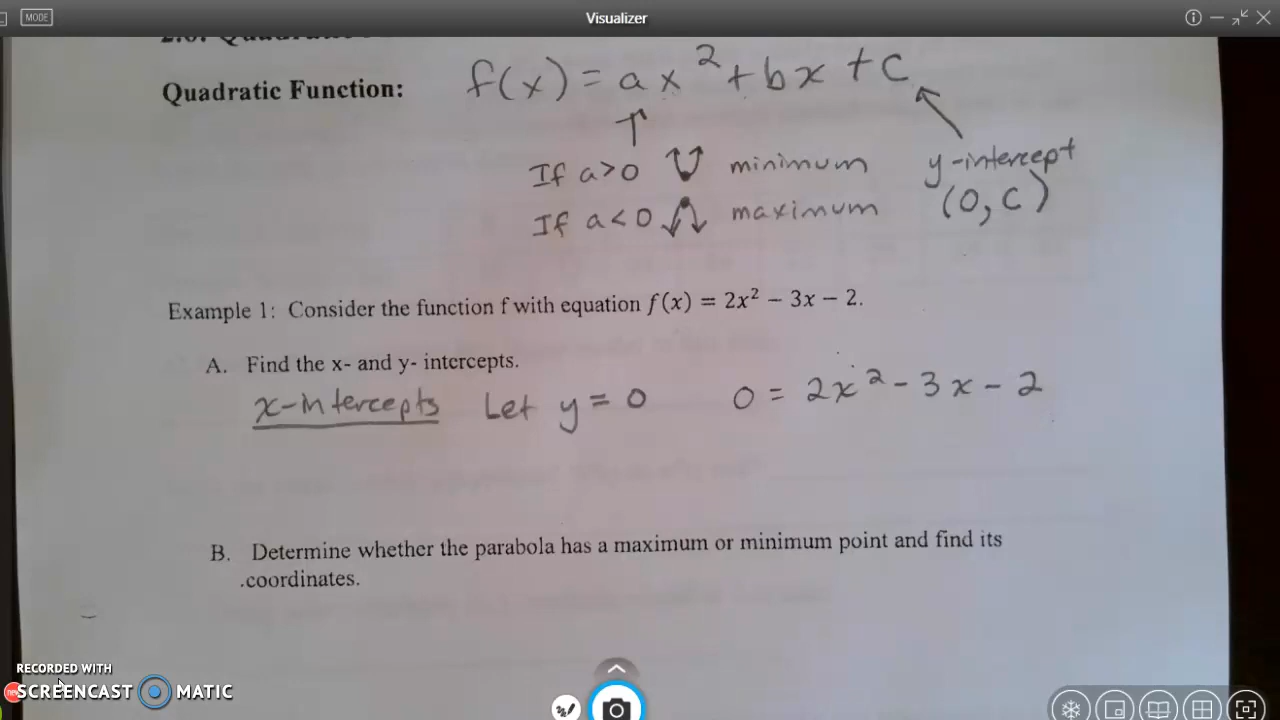 MODE
Visualizer
Quadratic Function: f(x) = ax² + bx + c
If a>0 minimum
y-intercept
If a<0 maximum
(0, c)
Example 1: Consider the function f with equation f(x) = 2x² − 3x − 2.
A. Find the x- and y- intercepts.
x-intercepts Let y = 0 0 = 2x² - 3x - 2
B. Determine whether the parabola has a maximum or minimum point and find its
.coordinates.
RECORDED WITH
SCREENCAST MATIC